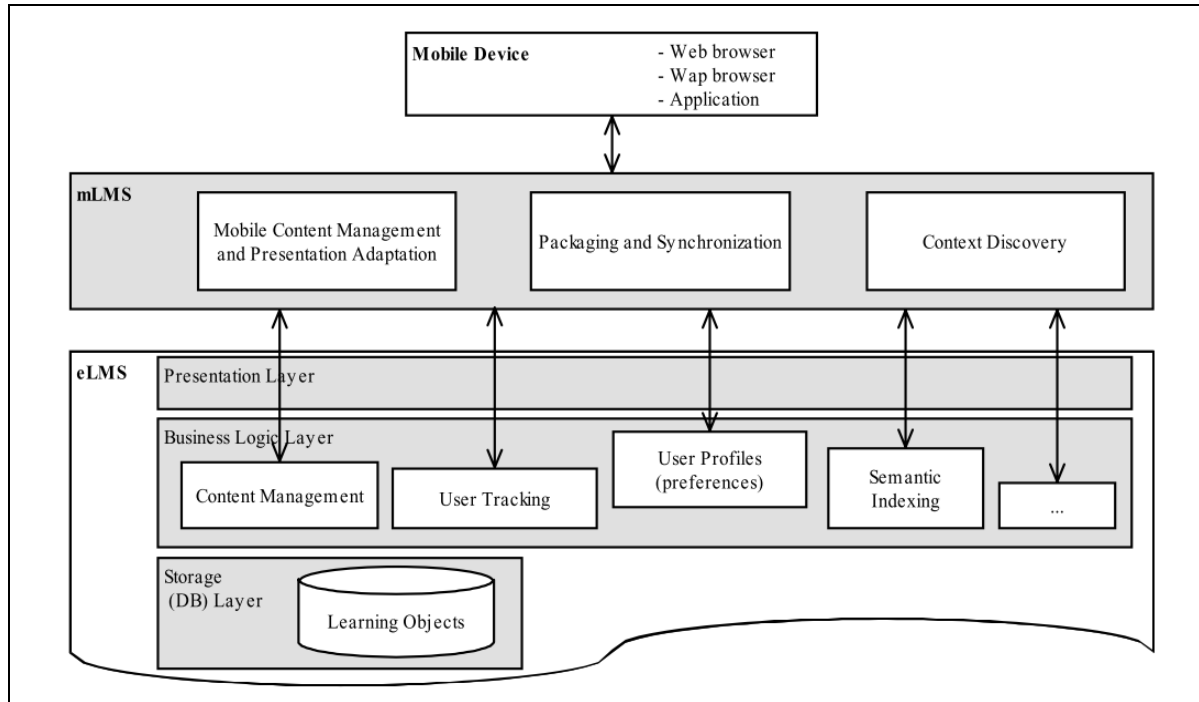 Mobile Device
- Web browser
- Wap browser
- Application
mLMS
Mobile Content Management
and Presentation Adaptation
Packaging and Synchronization
Context Discovery
eLMS
Presentation Layer
Business Logic Layer
Content Management
User Tracking
User Profiles
(preferences)
Semantic
Indexing
...
Storage
(DB) Layer
Learning Objects